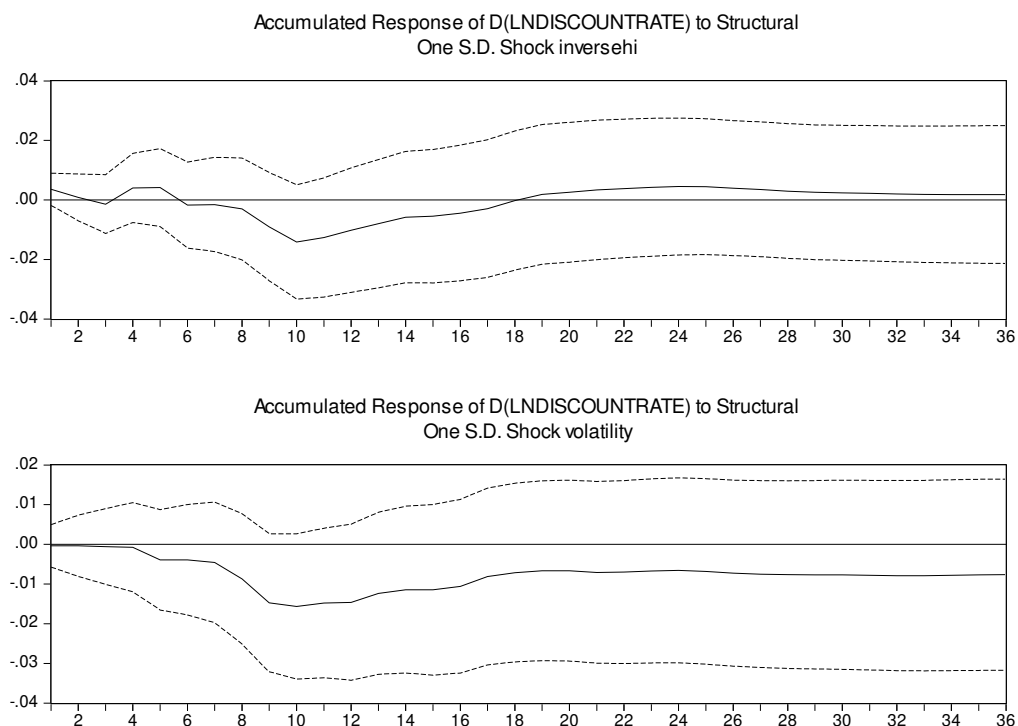 Accumulated Response of D(LNDISCOUNTRATE) to Structural
One S.D. Shock inversehi
.04
.02
.00
-.02
-.04
2 4 6 8 10 12 14 16 18 20 22 24 26 28 30 32 34 36
Accumulated Response of D(LNDISCOUNTRATE) to Structural
One S.D. Shock volatility
.02
.01
.00
-.01
-.02
-.03
-.04
2 4 6 8 10 12 14 16 18 20 22 24 26 28 30 32 34 36